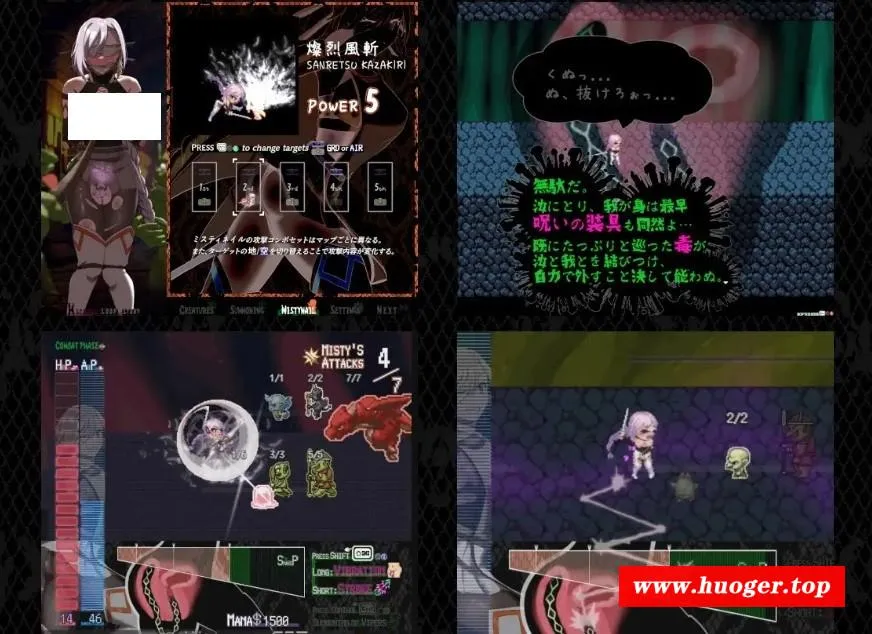 燦烈風斬
SANRETSU KAZAKIRI
POWER 5
PRESS to change targets GRD or AIR
1st
2nd
3rd
4th
5th
ミスティネイルの攻撃コンボセットはマップごとに異なる。
また、ターゲットの地/空を切り替えることで攻撃内容が変化する。
CREATURES SUMMONING MISTYNAIL SETTINGS NEXT
くぬっ...
ぬ、抜けろぉっ...
無駄だ。
汝にとり、我が身は最早
呪いの装具も同然よ…
既にたっぷりと巡った毒が、
汝と我とを結びつけ、
自力で外すこと決して能わぬ。
COMBAT PHASE
H.P. A.P.
MISTY'S
ATTACKS
4/7
1/1
2/2
7/7
3/3
5/5
PRESS SHIFT
LONG: VIBRATION
SHORT: STROKE
14 46
MANA$ 1500
2/2
www.huoger.top